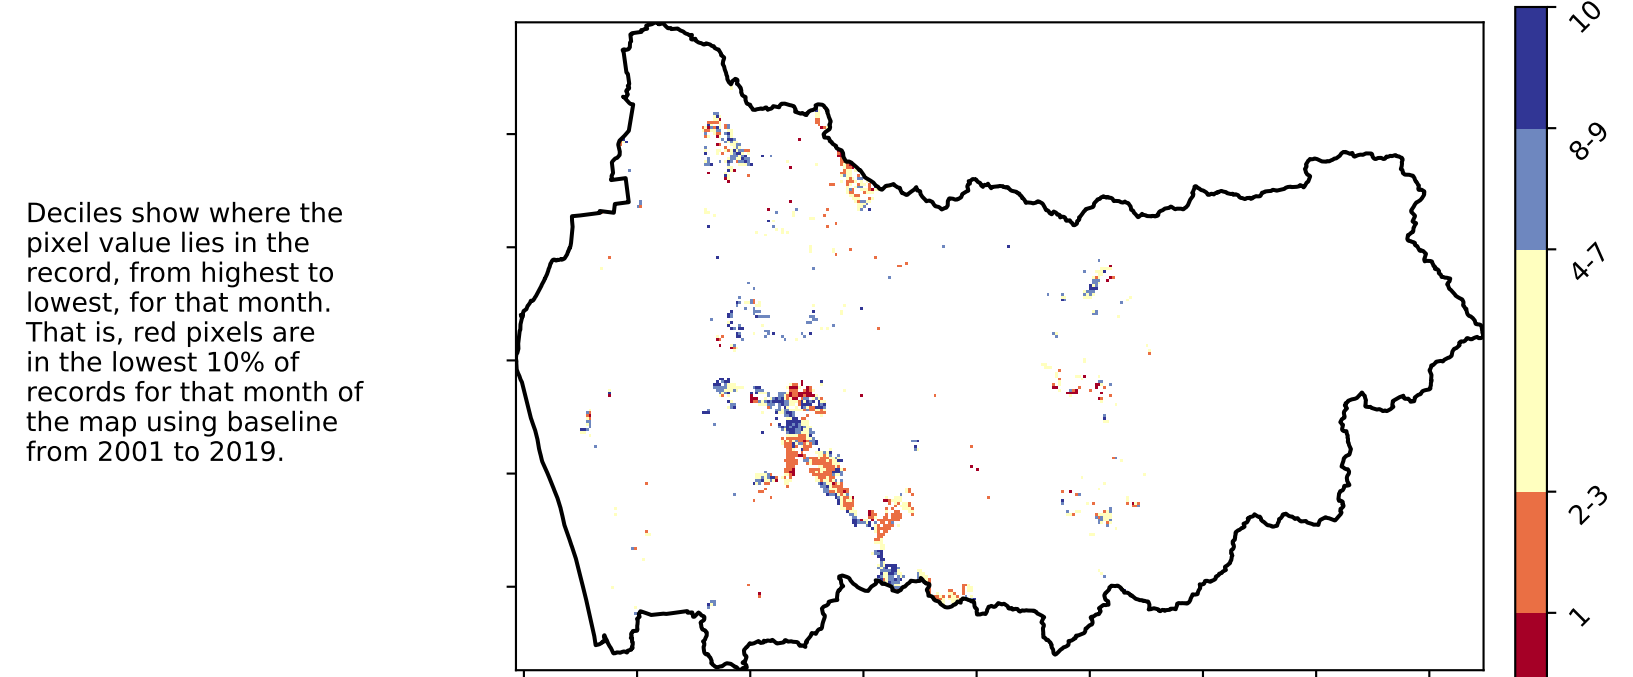 Deciles show where the
pixel value lies in the
record, from highest to
lowest, for that month.
That is, red pixels are
in the lowest 10% of
records for that month of
the map using baseline
from 2001 to 2019.
10
8-9
4-7
2-3
1